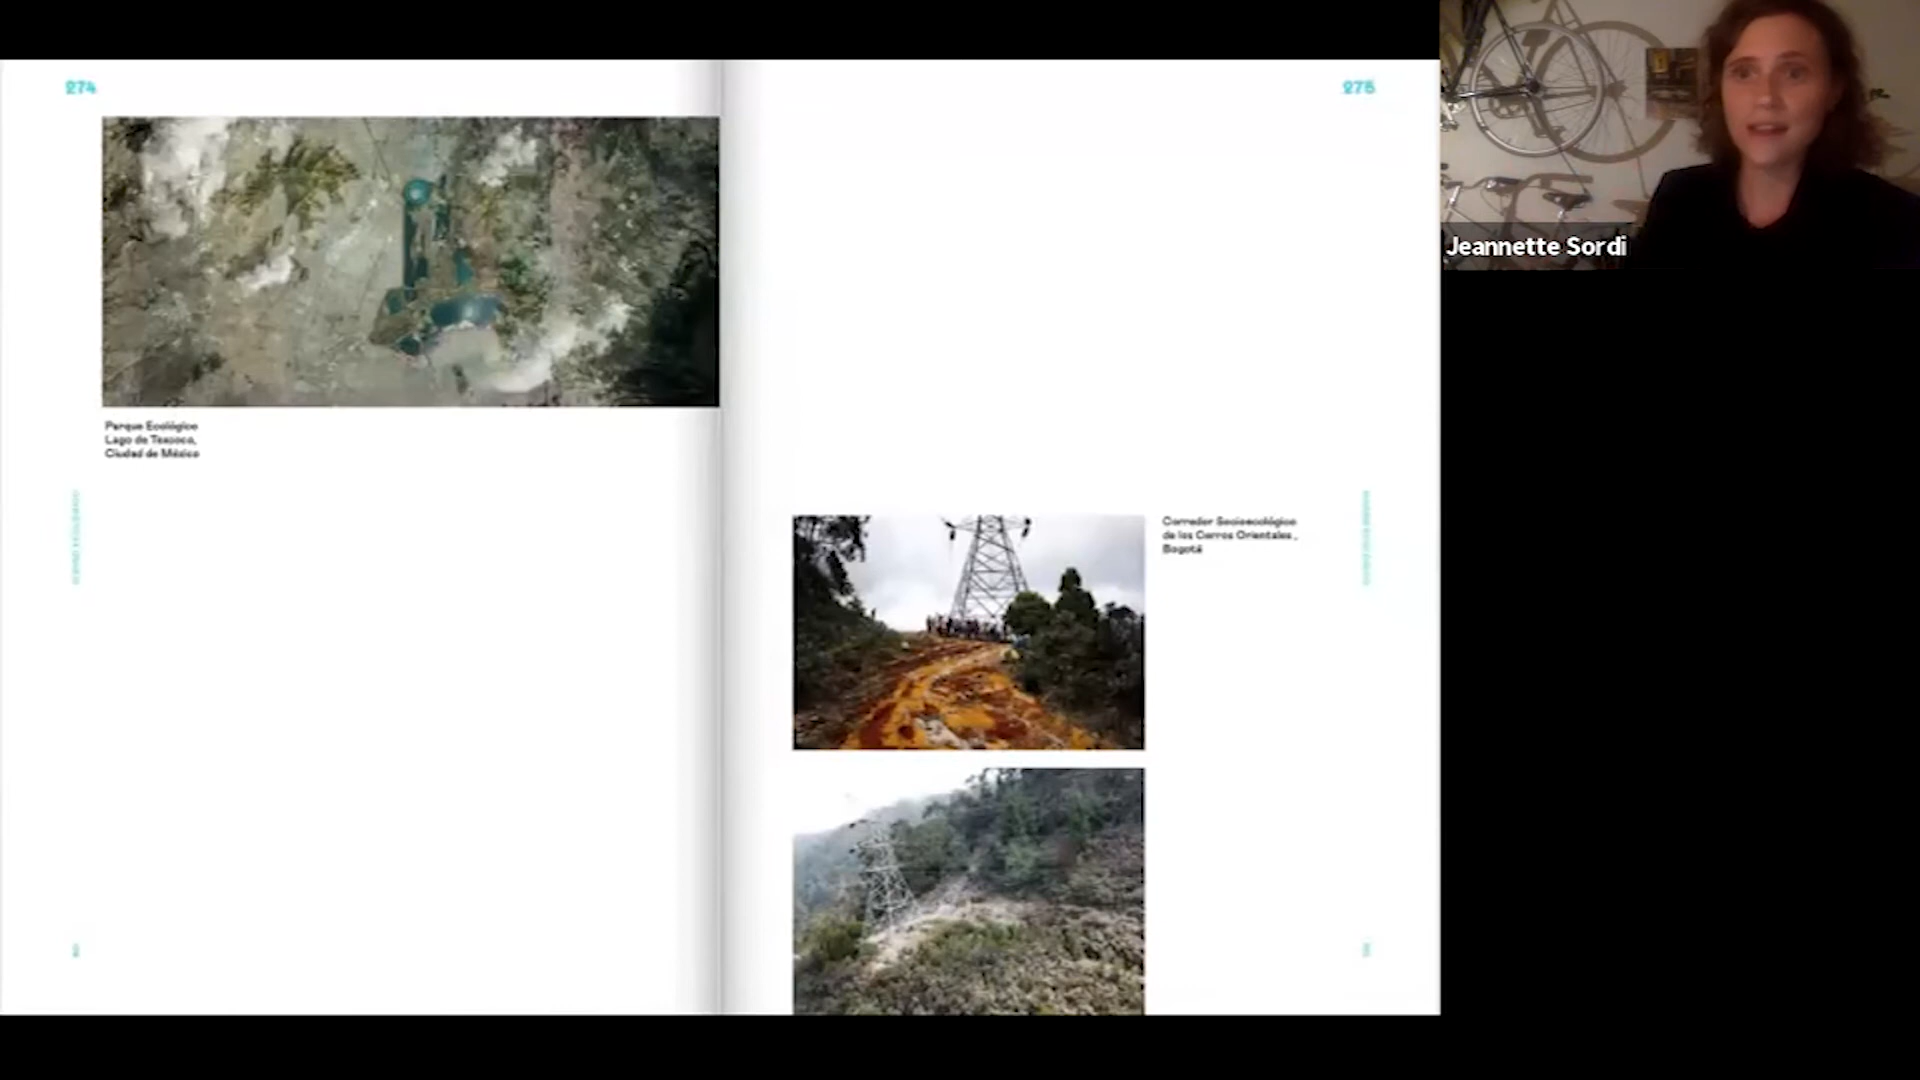 274
275
Parque Ecológico
Lago de Texcoco,
Ciudad de México
Corredor Socioecológico
de los Cerros Orientales,
Bogotá
Jeannette Sordi